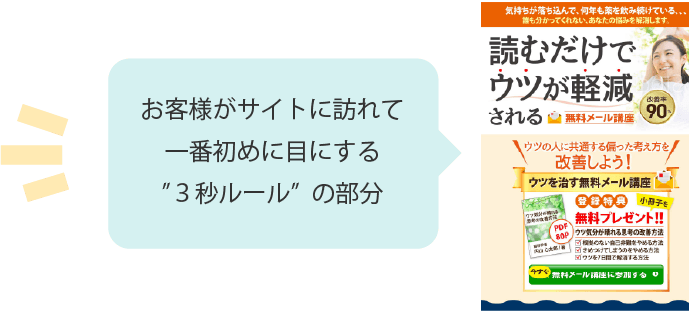 お客様がサイトに訪れて
一番初めに目にする
”３秒ルール”の部分
気持ちが落ち込んで、何年も薬を飲み続けている、、、
誰も分かってくれない、あなたの悩みを解消します。
読むだけで
ウツが軽減
される
無料メール講座
改善率
90%
ウツの人に共通する偏った考え方を
改善しよう！
ウツを治す無料メール講座
登録特典
小冊子を
無料プレゼント!!
ウツ気分が晴れる思考の改善方法
ウツ気分が晴れる
思考の改善方法
PDF
80p
根拠のない自己非難をやめる方法
きめつけてしまうのをやめる方法
ウツを7日間で解消する方法
今すぐ
無料メール講座に参加する